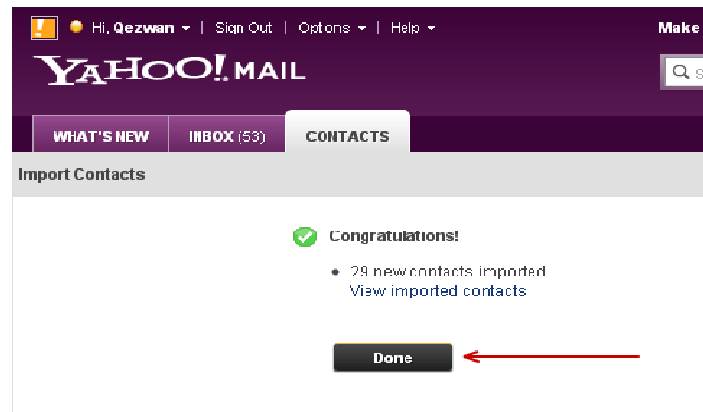 Hi, Qezwan | Sign Out | Options | Help Make
YAHOO! MAIL
WHAT'S NEW INBOX (53) CONTACTS
Import Contacts
Congratulations!
29 new contacts imported
View imported contacts
Done